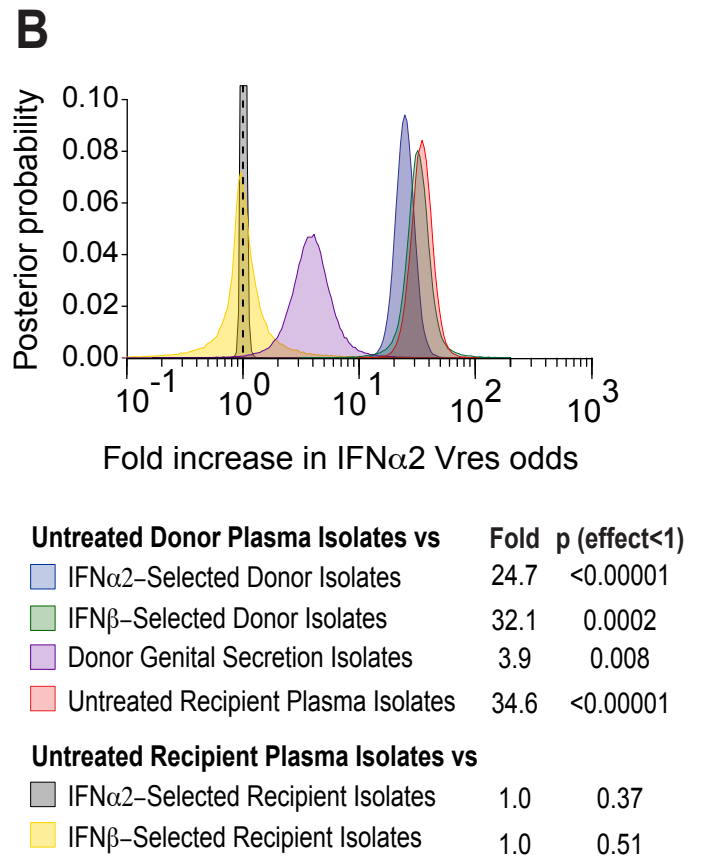 B
Posterior probability
0.10
0.08
0.06
0.04
0.02
0.00
10-1 100 101 102 103
Fold increase in IFNα2 Vres odds
Untreated Donor Plasma Isolates vs Fold p (effect<1)
IFNα2–Selected Donor Isolates 24.7 <0.00001
IFNβ–Selected Donor Isolates 32.1 0.0002
Donor Genital Secretion Isolates 3.9 0.008
Untreated Recipient Plasma Isolates 34.6 <0.00001
Untreated Recipient Plasma Isolates vs
IFNα2–Selected Recipient Isolates 1.0 0.37
IFNβ–Selected Recipient Isolates 1.0 0.51